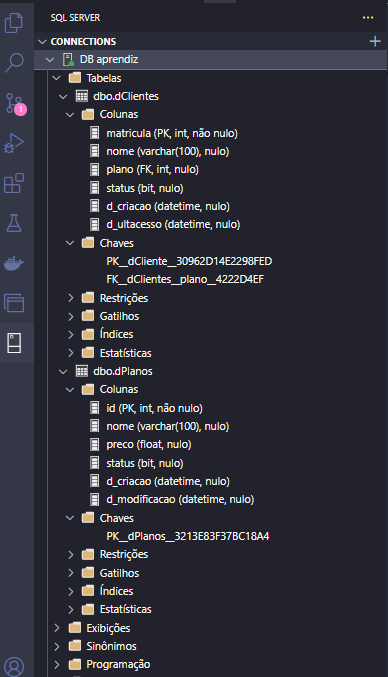 SQL SERVER
CONNECTIONS
DB aprendiz
Tabelas
dbo.dClientes
Colunas
matricula (PK, int, não nulo)
nome (varchar(100), nulo)
plano (FK, int, nulo)
status (bit, nulo)
d_criacao (datetime, nulo)
d_ultacesso (datetime, nulo)
Chaves
PK__dCliente__30962D14E2298FED
FK__dClientes__plano__4222D4EF
Restrições
Gatilhos
Índices
Estatísticas
dbo.dPlanos
Colunas
id (PK, int, não nulo)
nome (varchar(100), nulo)
preco (float, nulo)
status (bit, nulo)
d_criacao (datetime, nulo)
d_modificacao (datetime, nulo)
Chaves
1
PK__dPlanos__3213E83F37BC18A4
Restrições
Gatilhos
Índices
Estatísticas
Exibições
Sinônimos
Programação